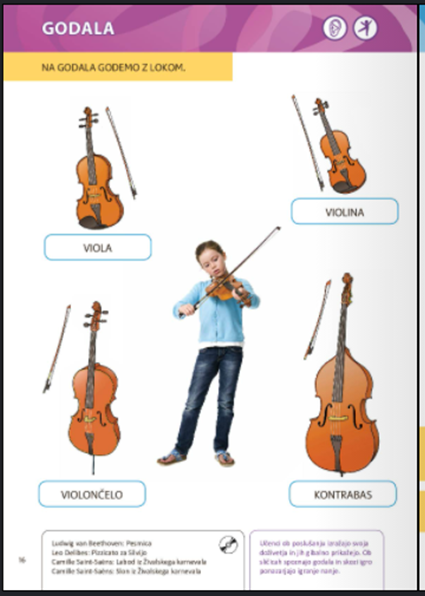 GODALA
NA GODALA GODEMO Z LOKOM.
VIOLA
VIOLINA
VIOLONČELO
KONTRABAS
Ludwig van Beethoven: Pesmica
Leo Delibes: Pizzicato za Silvijo
Camille Saint-Saëns: Labod iz Živalskega karnevala
Camille Saint-Saëns: Slon iz Živalskega karnevala
Učenci ob poslušanju izražajo svoja
doživetja in jih gibalno prikažejo. Ob
slikah spoznajo godala in skozi igro
ponazarjajo igranje nanje.
16